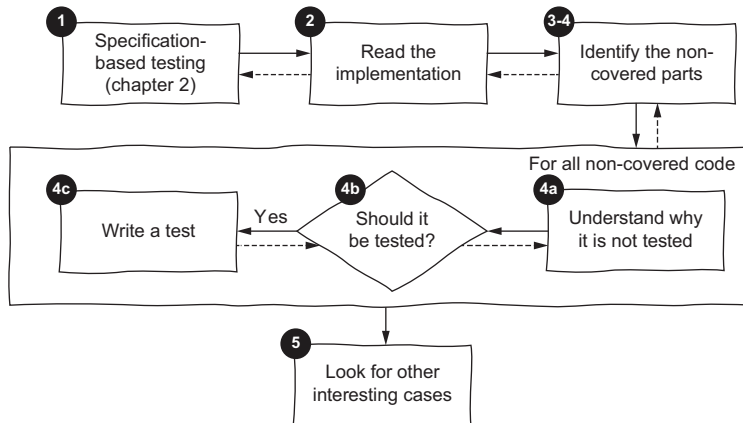 1
Specification-
based testing
(chapter 2)
2
Read the
implementation
3-4
Identify the non-
covered parts
For all non-covered code
4c
Write a test
Yes
4b
Should it
be tested?
4a
Understand why
it is not tested
5
Look for other
interesting cases